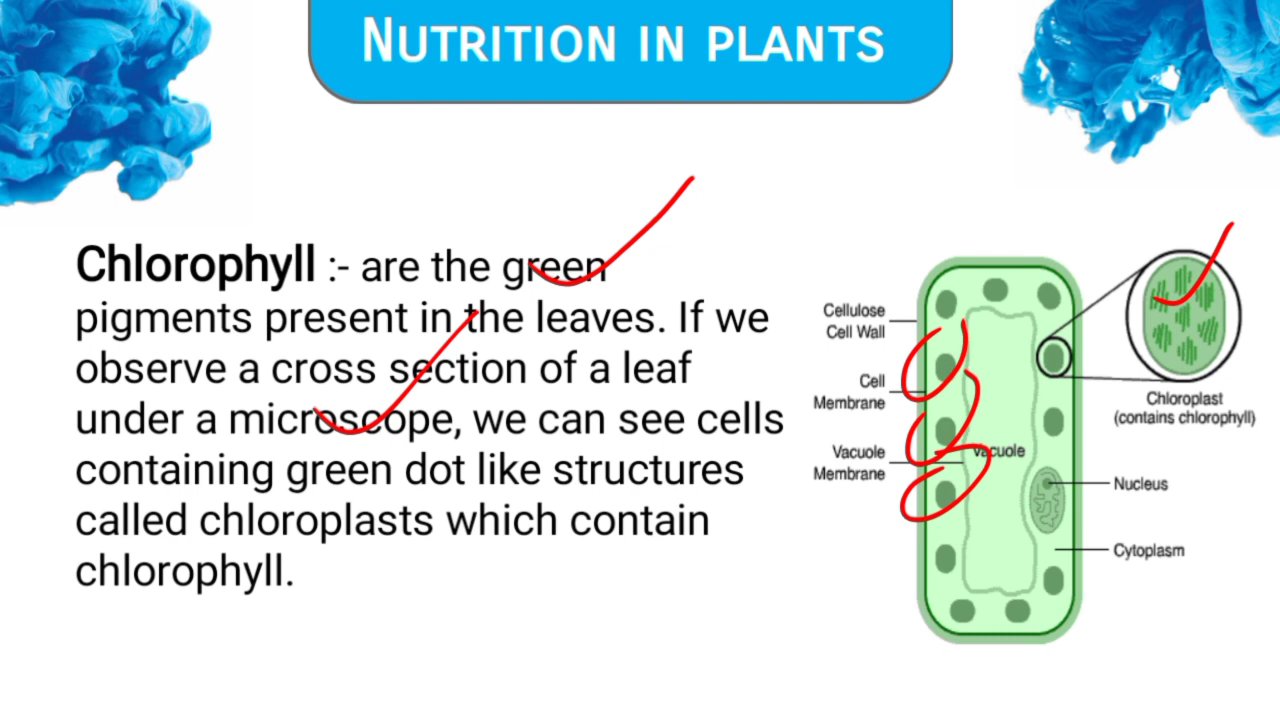 NUTRITION IN PLANTS
Chlorophyll :- are the green
pigments present in the leaves. If we
observe a cross section of a leaf
under a microscope, we can see cells
containing green dot like structures
called chloroplasts which contain
chlorophyll.
Cellulose
Cell Wall
Cell
Membrane
Vacuole
Membrane
Vacuole
Chloroplast
(contains chlorophyll)
Nucleus
Cytoplasm